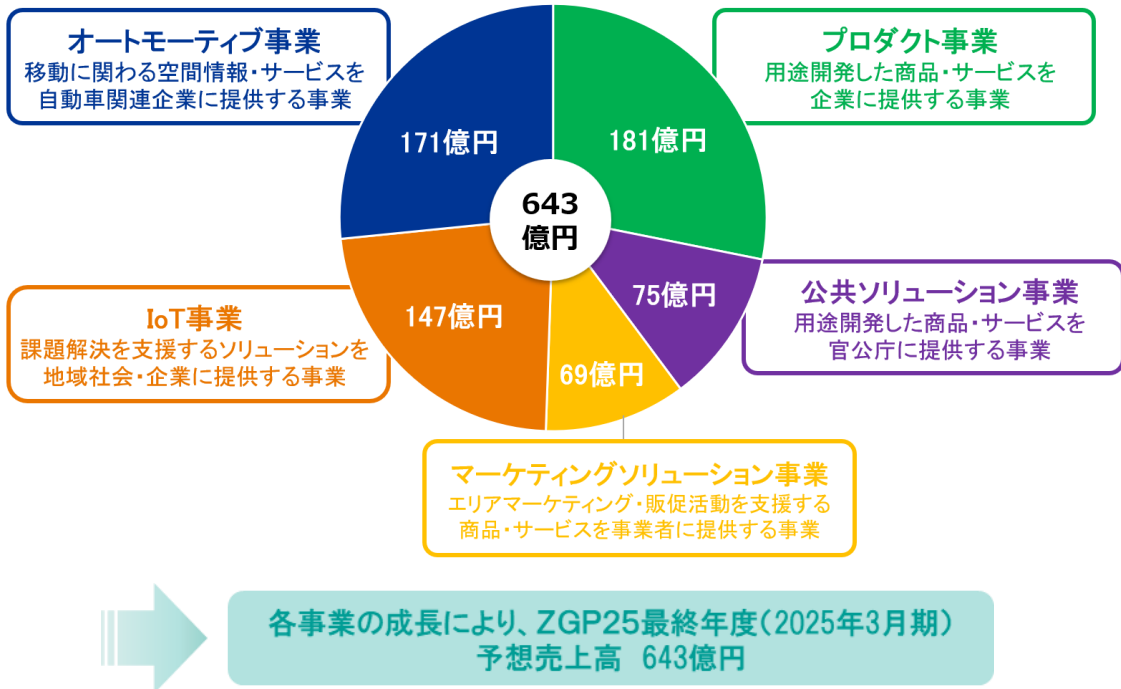 オートモーティブ事業
移動に関わる空間情報・サービスを
自動車関連企業に提供する事業
プロダクト事業
用途開発した商品・サービスを
企業に提供する事業
171億円
181億円
643
億円
75億円
147億円
69億円
IoT事業
課題解決を支援するソリューションを
地域社会・企業に提供する事業
公共ソリューション事業
用途開発した商品・サービスを
官公庁に提供する事業
マーケティングソリューション事業
エリアマーケティング・販促活動を支援する
商品・サービスを事業者に提供する事業
各事業の成長により、ZGP25最終年度(2025年3月期)
予想売上高 643億円